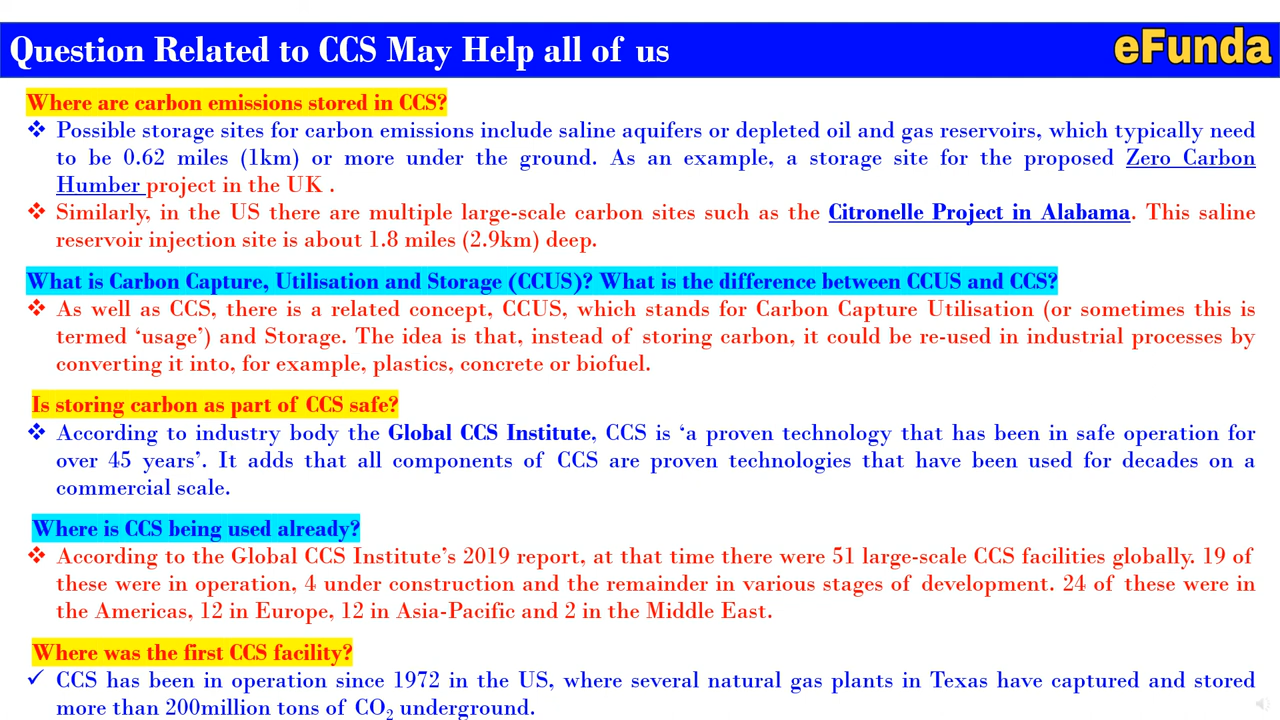 Question Related to CCS May Help all of us
eFunda
Where are carbon emissions stored in CCS?
❖ Possible storage sites for carbon emissions include saline aquifers or depleted oil and gas reservoirs, which typically need
to be 0.62 miles (1km) or more under the ground. As an example, a storage site for the proposed Zero Carbon
Humber project in the UK .
❖ Similarly, in the US there are multiple large-scale carbon sites such as the Citronelle Project in Alabama. This saline
reservoir injection site is about 1.8 miles (2.9km) deep.
What is Carbon Capture, Utilisation and Storage (CCUS)? What is the difference between CCUS and CCS?
❖ As well as CCS, there is a related concept, CCUS, which stands for Carbon Capture Utilisation (or sometimes this is
termed ‘usage’) and Storage. The idea is that, instead of storing carbon, it could be re-used in industrial processes by
converting it into, for example, plastics, concrete or biofuel.
Is storing carbon as part of CCS safe?
❖ According to industry body the Global CCS Institute, CCS is ‘a proven technology that has been in safe operation for
over 45 years’. It adds that all components of CCS are proven technologies that have been used for decades on a
commercial scale.
Where is CCS being used already?
❖ According to the Global CCS Institute’s 2019 report, at that time there were 51 large-scale CCS facilities globally. 19 of
these were in operation, 4 under construction and the remainder in various stages of development. 24 of these were in
the Americas, 12 in Europe, 12 in Asia-Pacific and 2 in the Middle East.
Where was the first CCS facility?
✓ CCS has been in operation since 1972 in the US, where several natural gas plants in Texas have captured and stored
more than 200million tons of CO₂ underground.